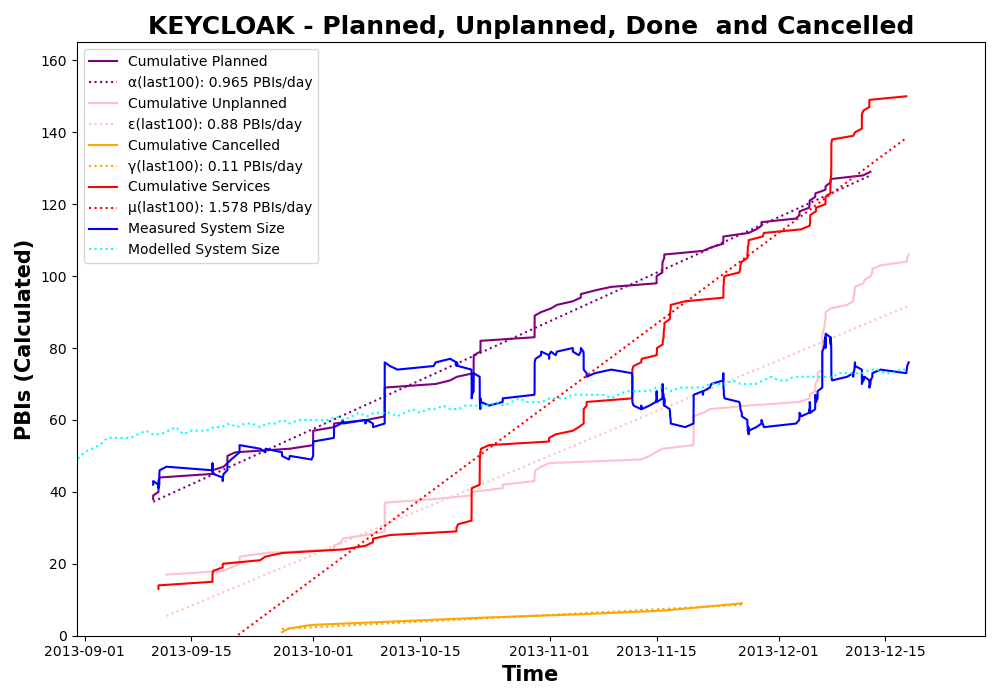 KEYCLOAK - Planned, Unplanned, Done  and Cancelled
Cumulative Planned
α(last100): 0.965 PBIs/day
Cumulative Unplanned
ε(last100): 0.88 PBIs/day
Cumulative Cancelled
γ(last100): 0.11 PBIs/day
Cumulative Services
μ(last100): 1.578 PBIs/day
Measured System Size
Modelled System Size
PBIs (Calculated)
160
140
120
100
80
60
40
20
0
2013-09-01
2013-09-15
2013-10-01
2013-10-15
2013-11-01
2013-11-15
2013-12-01
2013-12-15
Time